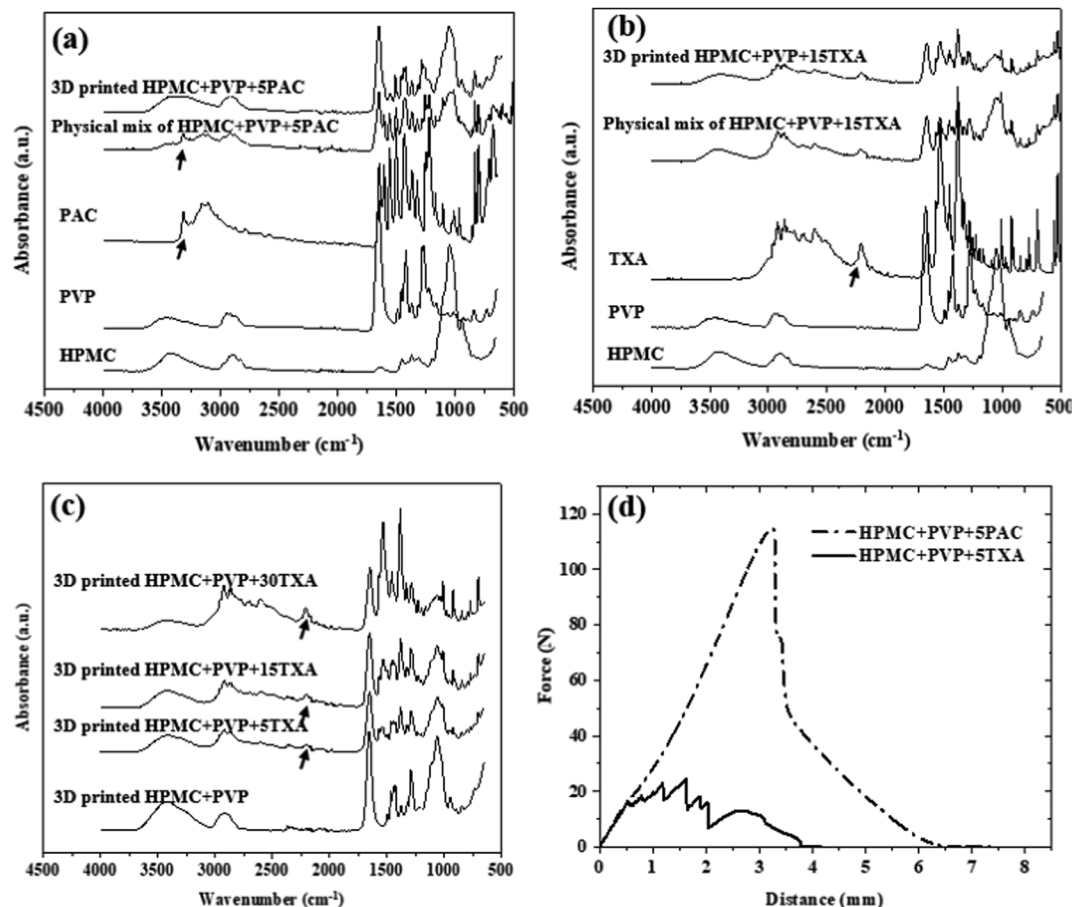 (a)
3D printed HPMC+PVP+5PAC
Physical mix of HPMC+PVP+5PAC
PAC
PVP
HPMC
Absorbance (a.u.)
4500 4000 3500 3000 2500 2000 1500 1000 500
Wavenumber (cm-1)
(b)
3D printed HPMC+PVP+15TXA
Physical mix of HPMC+PVP+15TXA
TXA
PVP
HPMC
Absorbance (a.u.)
4500 4000 3500 3000 2500 2000 1500 1000 500
Wavenumber (cm-1)
(c)
3D printed HPMC+PVP+30TXA
3D printed HPMC+PVP+15TXA
3D printed HPMC+PVP+5TXA
3D printed HPMC+PVP
Absorbance (a.u.)
4500 4000 3500 3000 2500 2000 1500 1000 500
Wavenumber (cm-1)
(d)
HPMC+PVP+5PAC
HPMC+PVP+5TXA
120
100
80
60
40
20
0
Force (N)
0 1 2 3 4 5 6 7 8
Distance (mm)